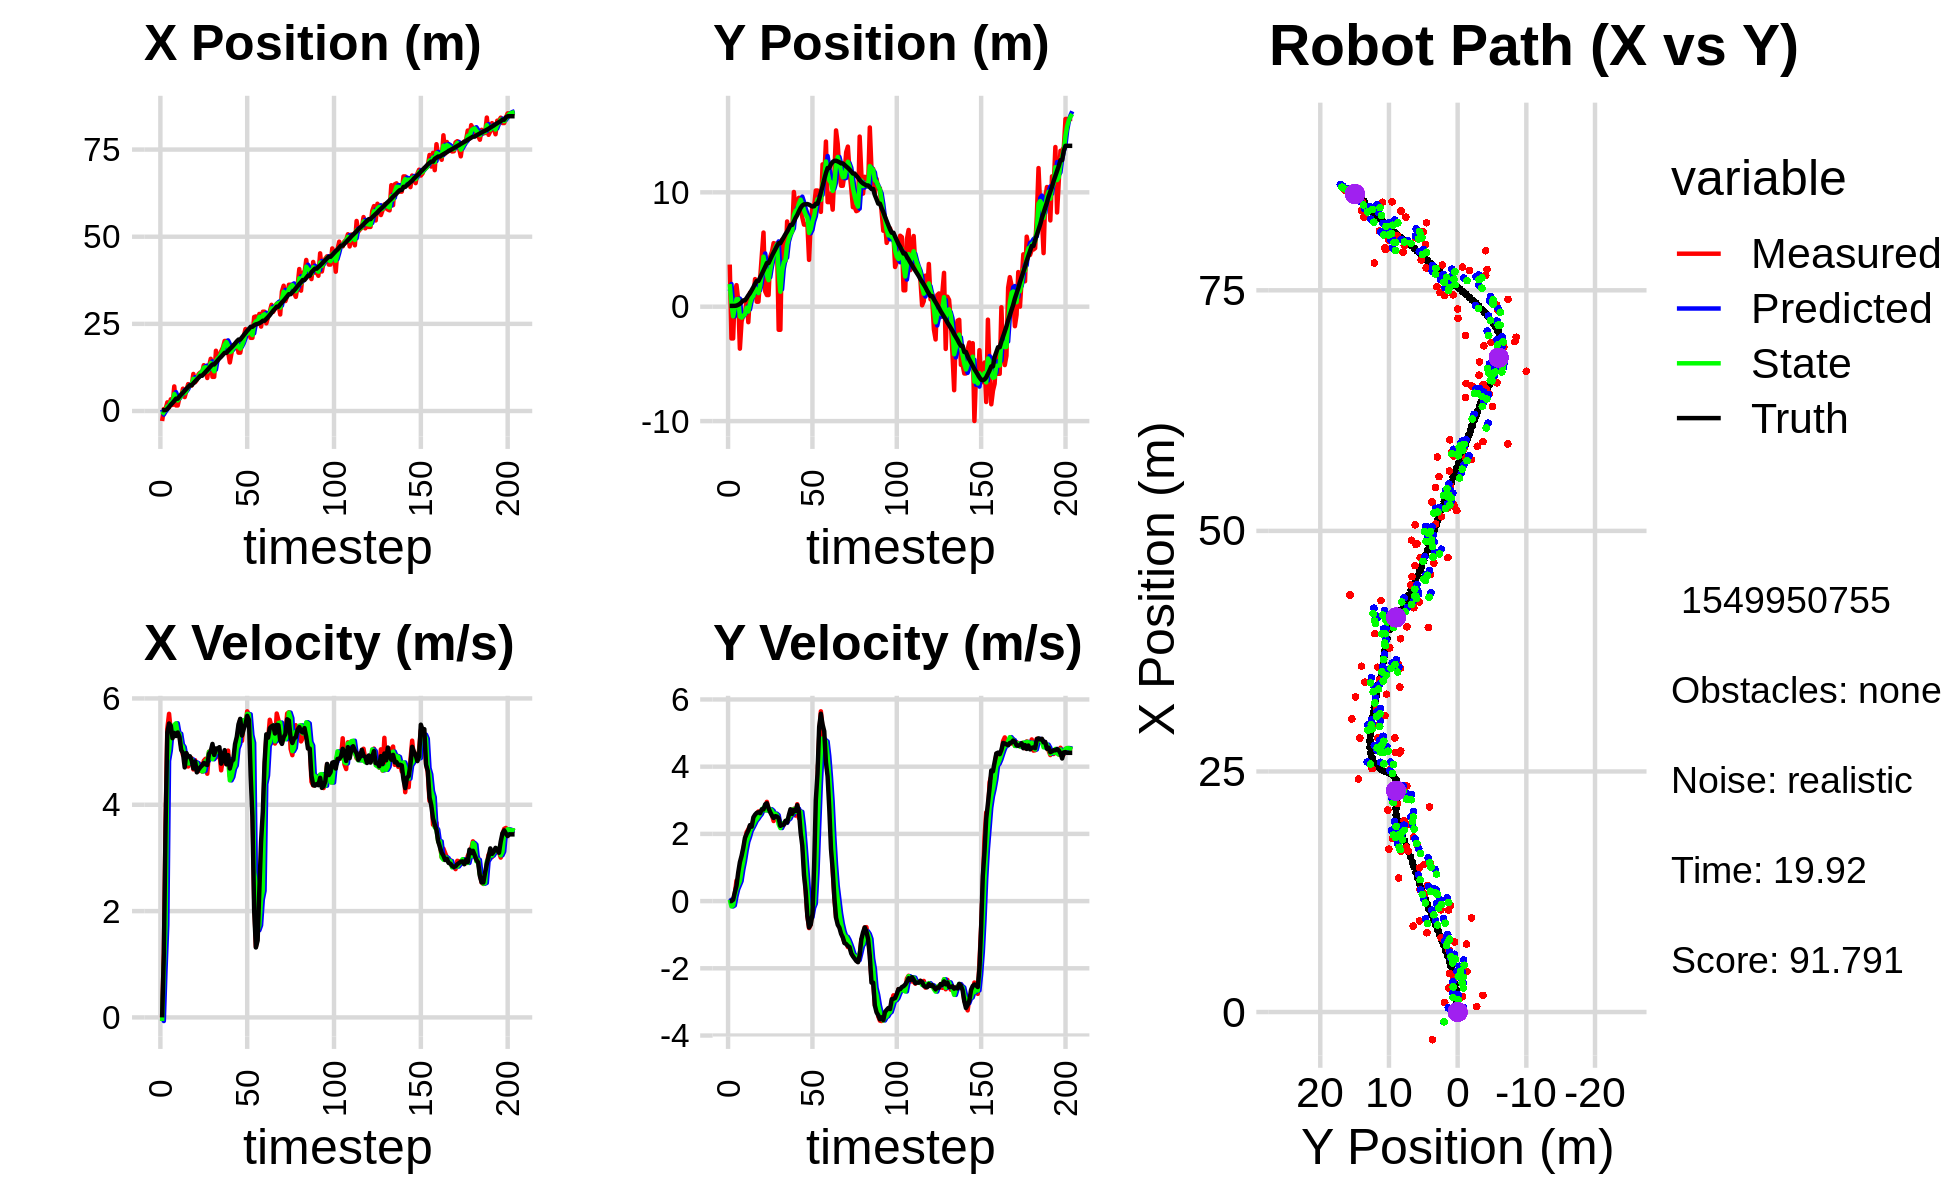 X Position (m)
75
50
25
0
0
50
100
150
200
timestep
Y Position (m)
10
0
-10
0
50
100
150
200
timestep
X Velocity (m/s)
6
4
2
0
0
50
100
150
200
timestep
Y Velocity (m/s)
6
4
2
0
-2
-4
0
50
100
150
200
timestep
Robot Path (X vs Y)
X Position (m)
75
50
25
0
20 10 0 -10 -20
Y Position (m)
variable
Measured
Predicted
State
Truth
1549950755
Obstacles: none
Noise: realistic
Time: 19.92
Score: 91.791